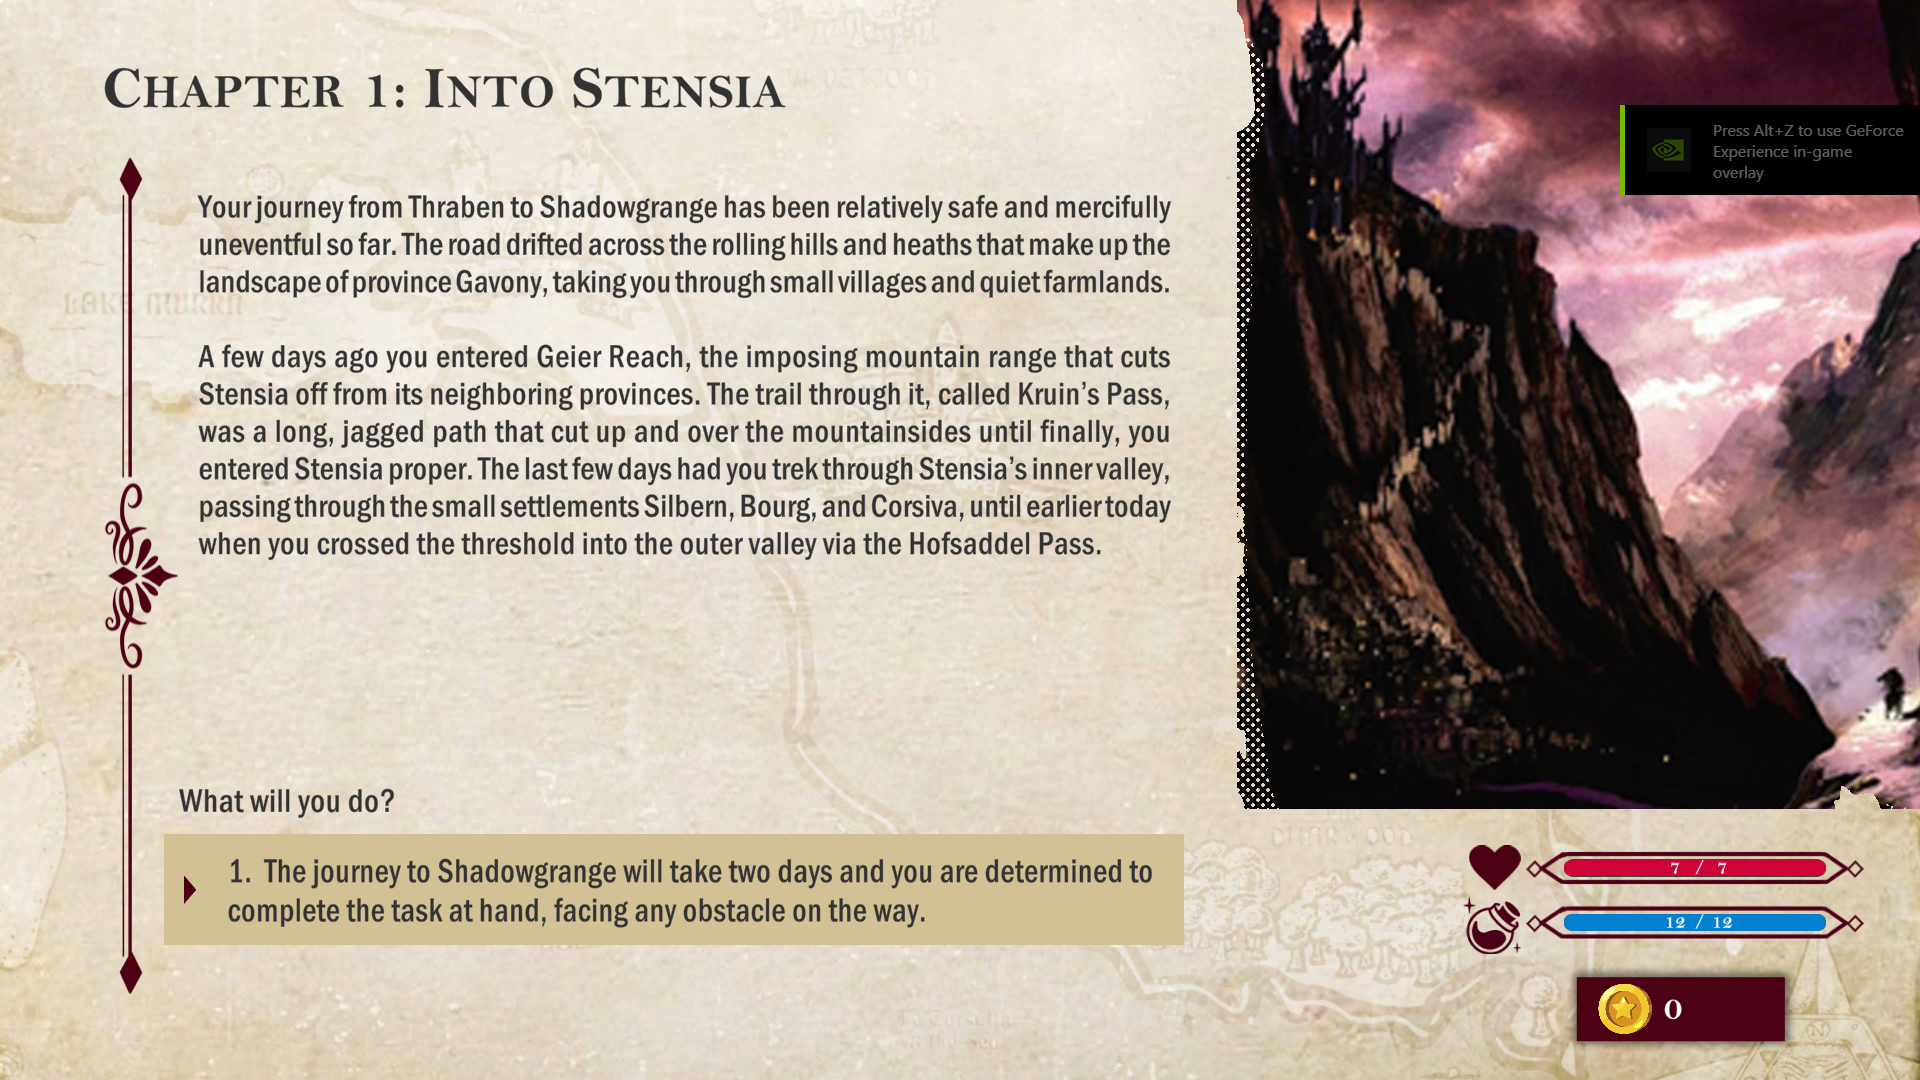 CHAPTER 1: INTO STENSIA
Press Alt+Z to use GeForce
Experience in-game
overlay
Your journey from Thraben to Shadowgrange has been relatively safe and mercifully
uneventful so far. The road drifted across the rolling hills and heaths that make up the
landscape of province Gavony, taking you through small villages and quiet farmlands.
LAKE MURRN
A few days ago you entered Geier Reach, the imposing mountain range that cuts
Stensia off from its neighboring provinces. The trail through it, called Kruin’s Pass,
was a long, jagged path that cut up and over the mountainsides until finally, you
entered Stensia proper. The last few days had you trek through Stensia’s inner valley,
passing through the small settlements Silbern, Bourg, and Corsiva, until earlier today
when you crossed the threshold into the outer valley via the Hofsaddel Pass.
What will you do?
1. The journey to Shadowgrange will take two days and you are determined to
complete the task at hand, facing any obstacle on the way.
7 / 7
12 / 12
0